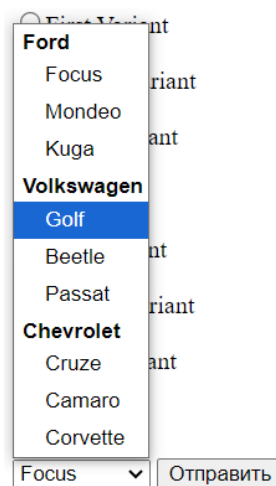 First Variant
Ford
Focus
riant
Mondeo
Kuga
ant
Volkswagen
Golf
Beetle
nt
Passat
riant
Chevrolet
Cruze
ant
Camaro
Corvette
Focus
Отправить